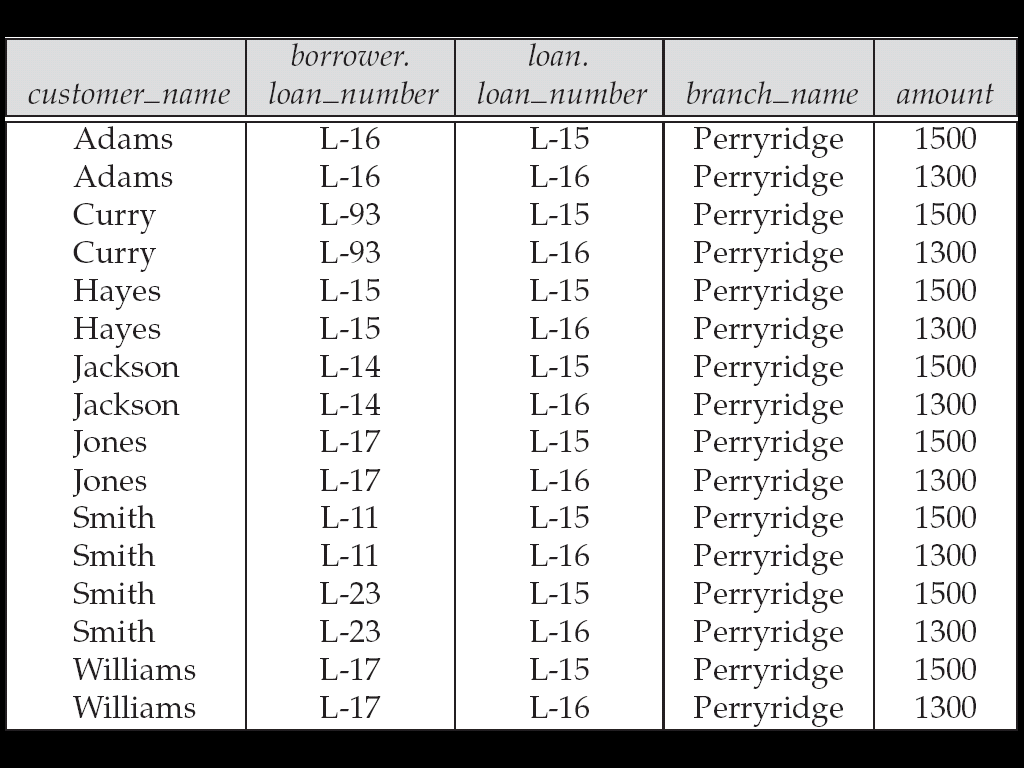 customer_name borrower. loan_number loan. loan_number branch_name amount
Adams L-16 L-15 Perryridge 1500
Adams L-16 L-16 Perryridge 1300
Curry L-93 L-15 Perryridge 1500
Curry L-93 L-16 Perryridge 1300
Hayes L-15 L-15 Perryridge 1500
Hayes L-15 L-16 Perryridge 1300
Jackson L-14 L-15 Perryridge 1500
Jackson L-14 L-16 Perryridge 1300
Jones L-17 L-15 Perryridge 1500
Jones L-17 L-16 Perryridge 1300
Smith L-11 L-15 Perryridge 1500
Smith L-11 L-16 Perryridge 1300
Smith L-23 L-15 Perryridge 1500
Smith L-23 L-16 Perryridge 1300
Williams L-17 L-15 Perryridge 1500
Williams L-17 L-16 Perryridge 1300